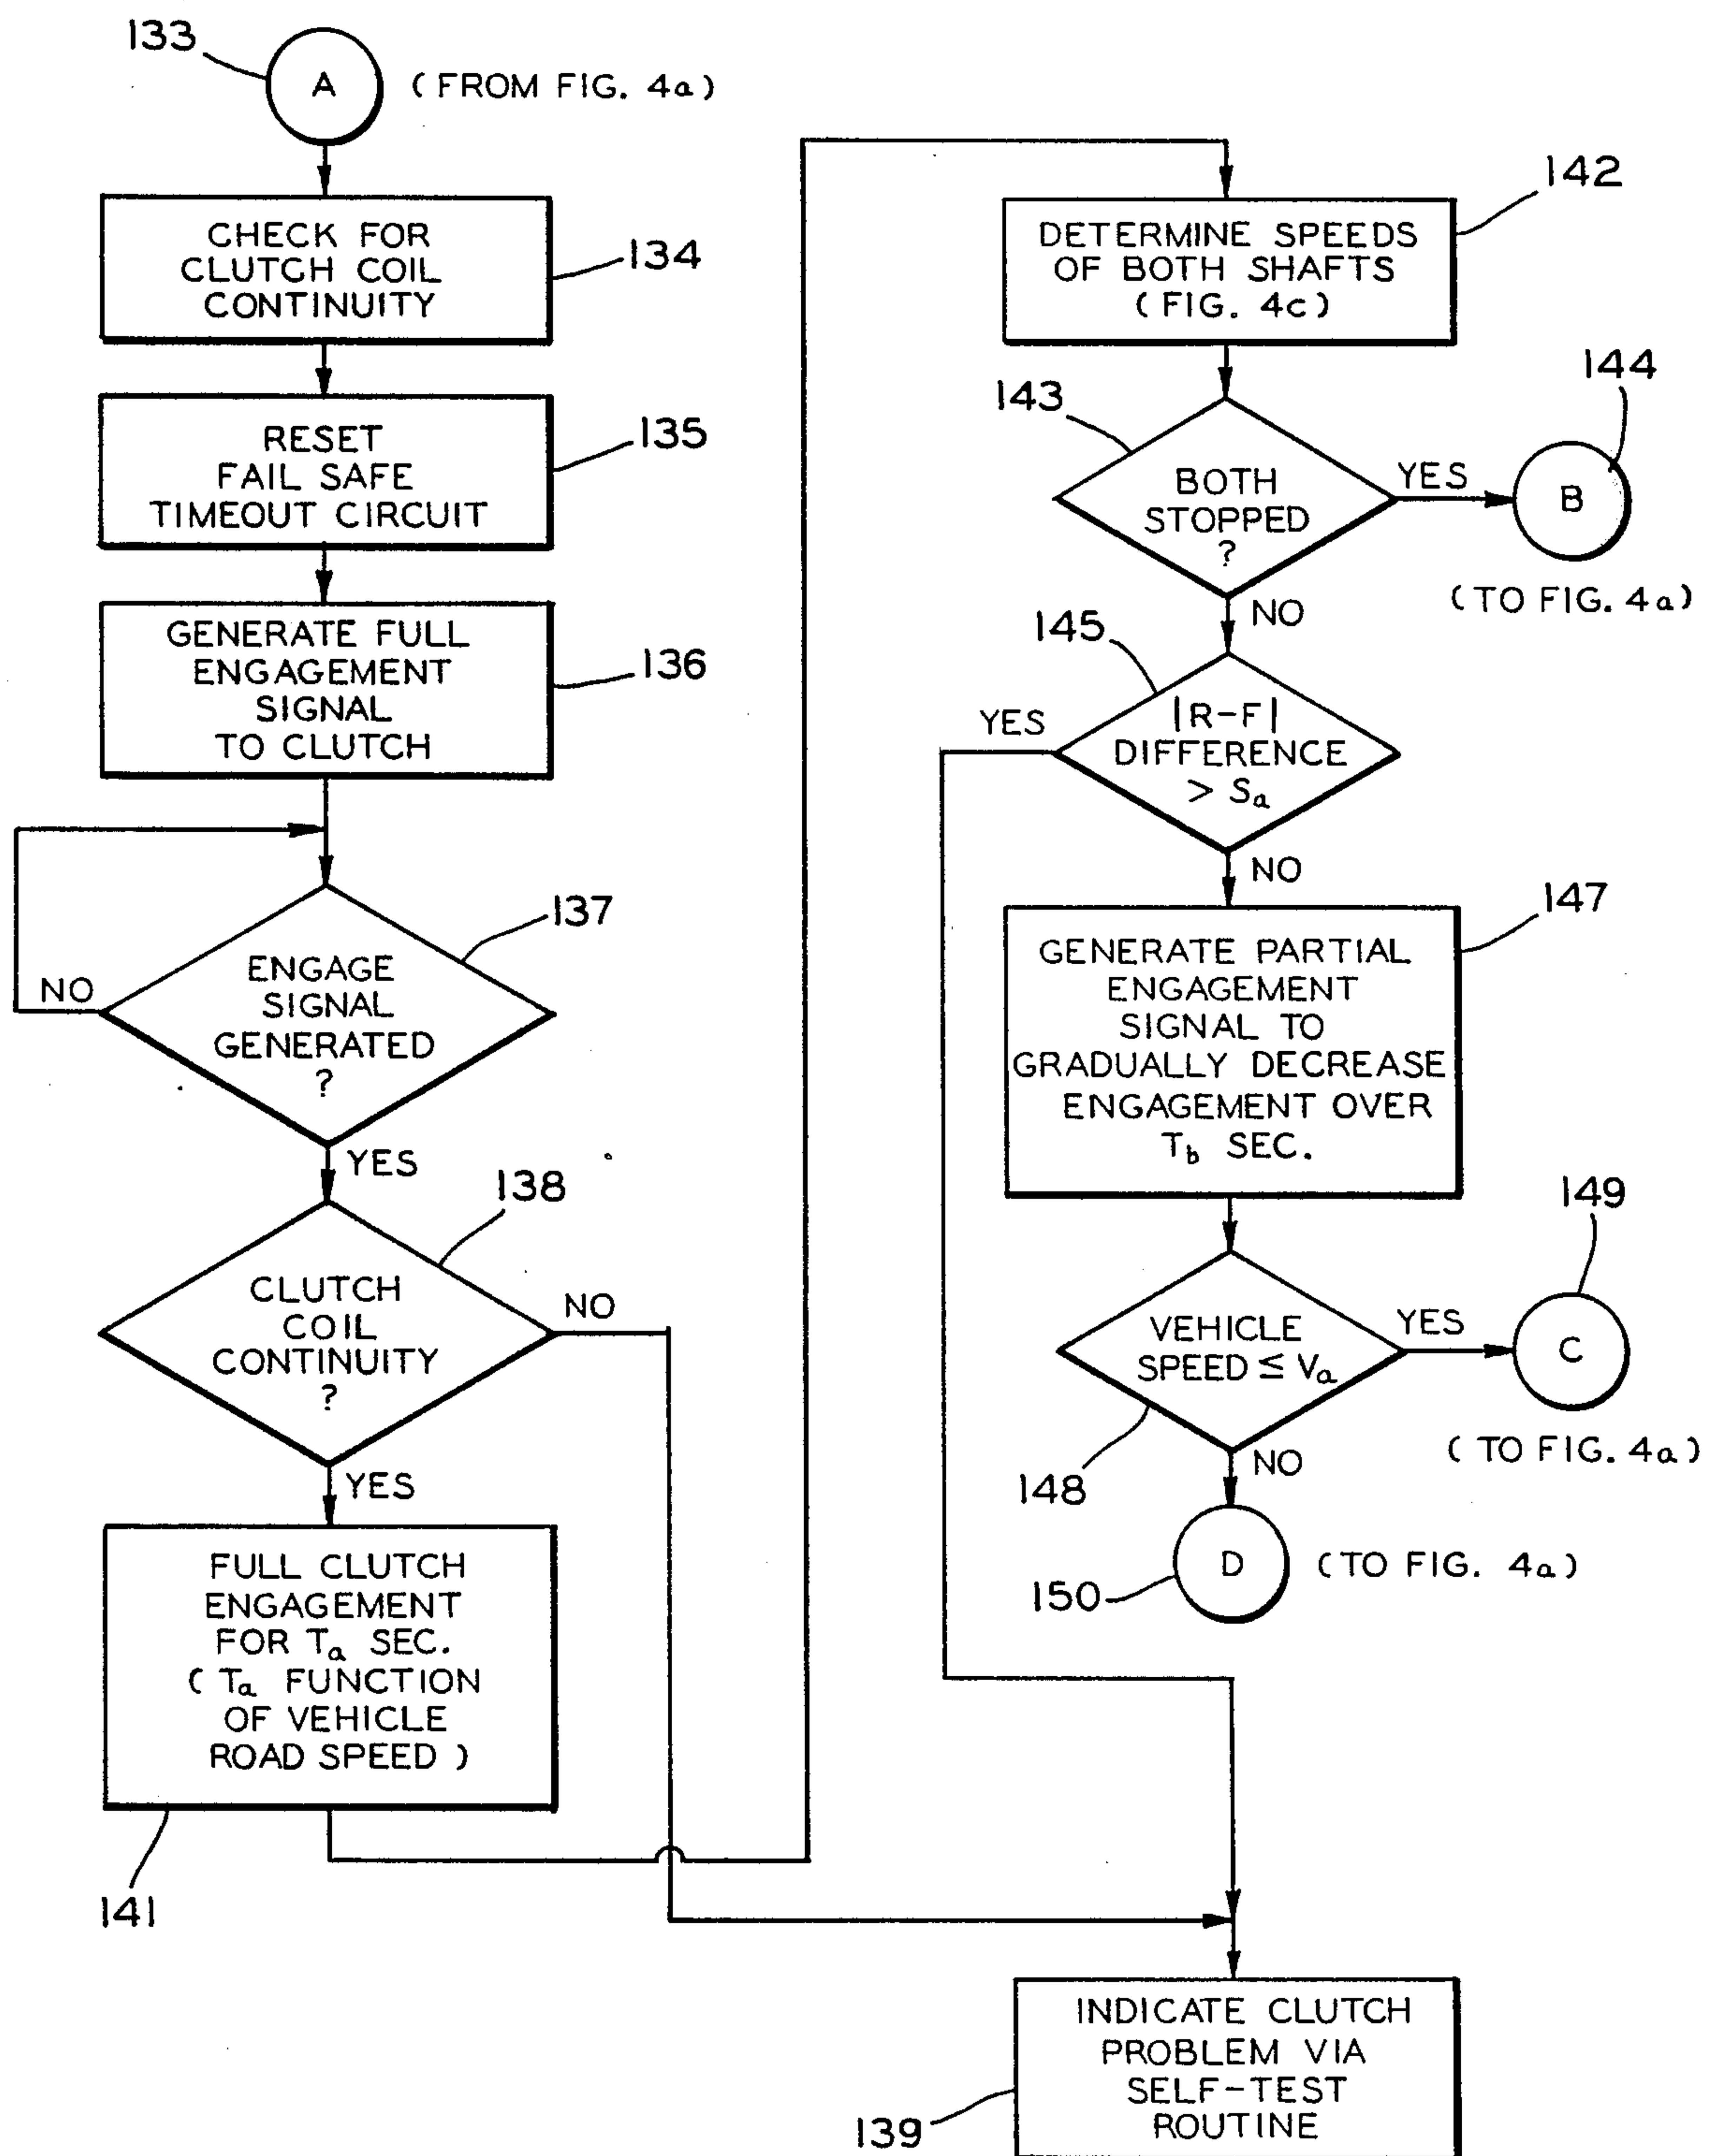 133
A
(FROM FIG. 4a)
CHECK FOR
CLUTCH COIL
CONTINUITY
134
RESET
FAIL SAFE
TIMEOUT CIRCUIT
135
GENERATE FULL
ENGAGEMENT
SIGNAL
TO CLUTCH
136
137
ENGAGE
SIGNAL
GENERATED
?
NO
YES
138
CLUTCH
COIL
CONTINUITY
?
NO
YES
FULL CLUTCH
ENGAGEMENT
FOR Ta SEC.
(Ta FUNCTION
OF VEHICLE
ROAD SPEED)
141
142
DETERMINE SPEEDS
OF BOTH SHAFTS
(FIG. 4c)
143
BOTH
STOPPED
?
YES
144
B
(TO FIG. 4a)
NO
145
|R-F|
DIFFERENCE
> Sa
YES
NO
147
GENERATE PARTIAL
ENGAGEMENT
SIGNAL TO
GRADUALLY DECREASE
ENGAGEMENT OVER
Tb SEC.
VEHICLE
SPEED ≤ Va
148
YES
149
C
(TO FIG. 4a)
NO
D
(TO FIG. 4a)
150
INDICATE CLUTCH
PROBLEM VIA
SELF-TEST
ROUTINE
139